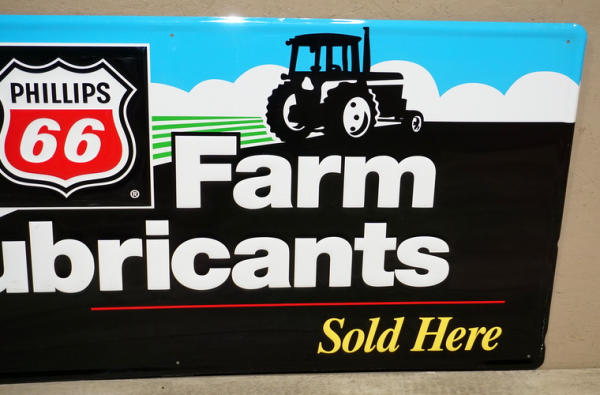 PHILLIPS
66
®
Farm
ubricants
Sold Here